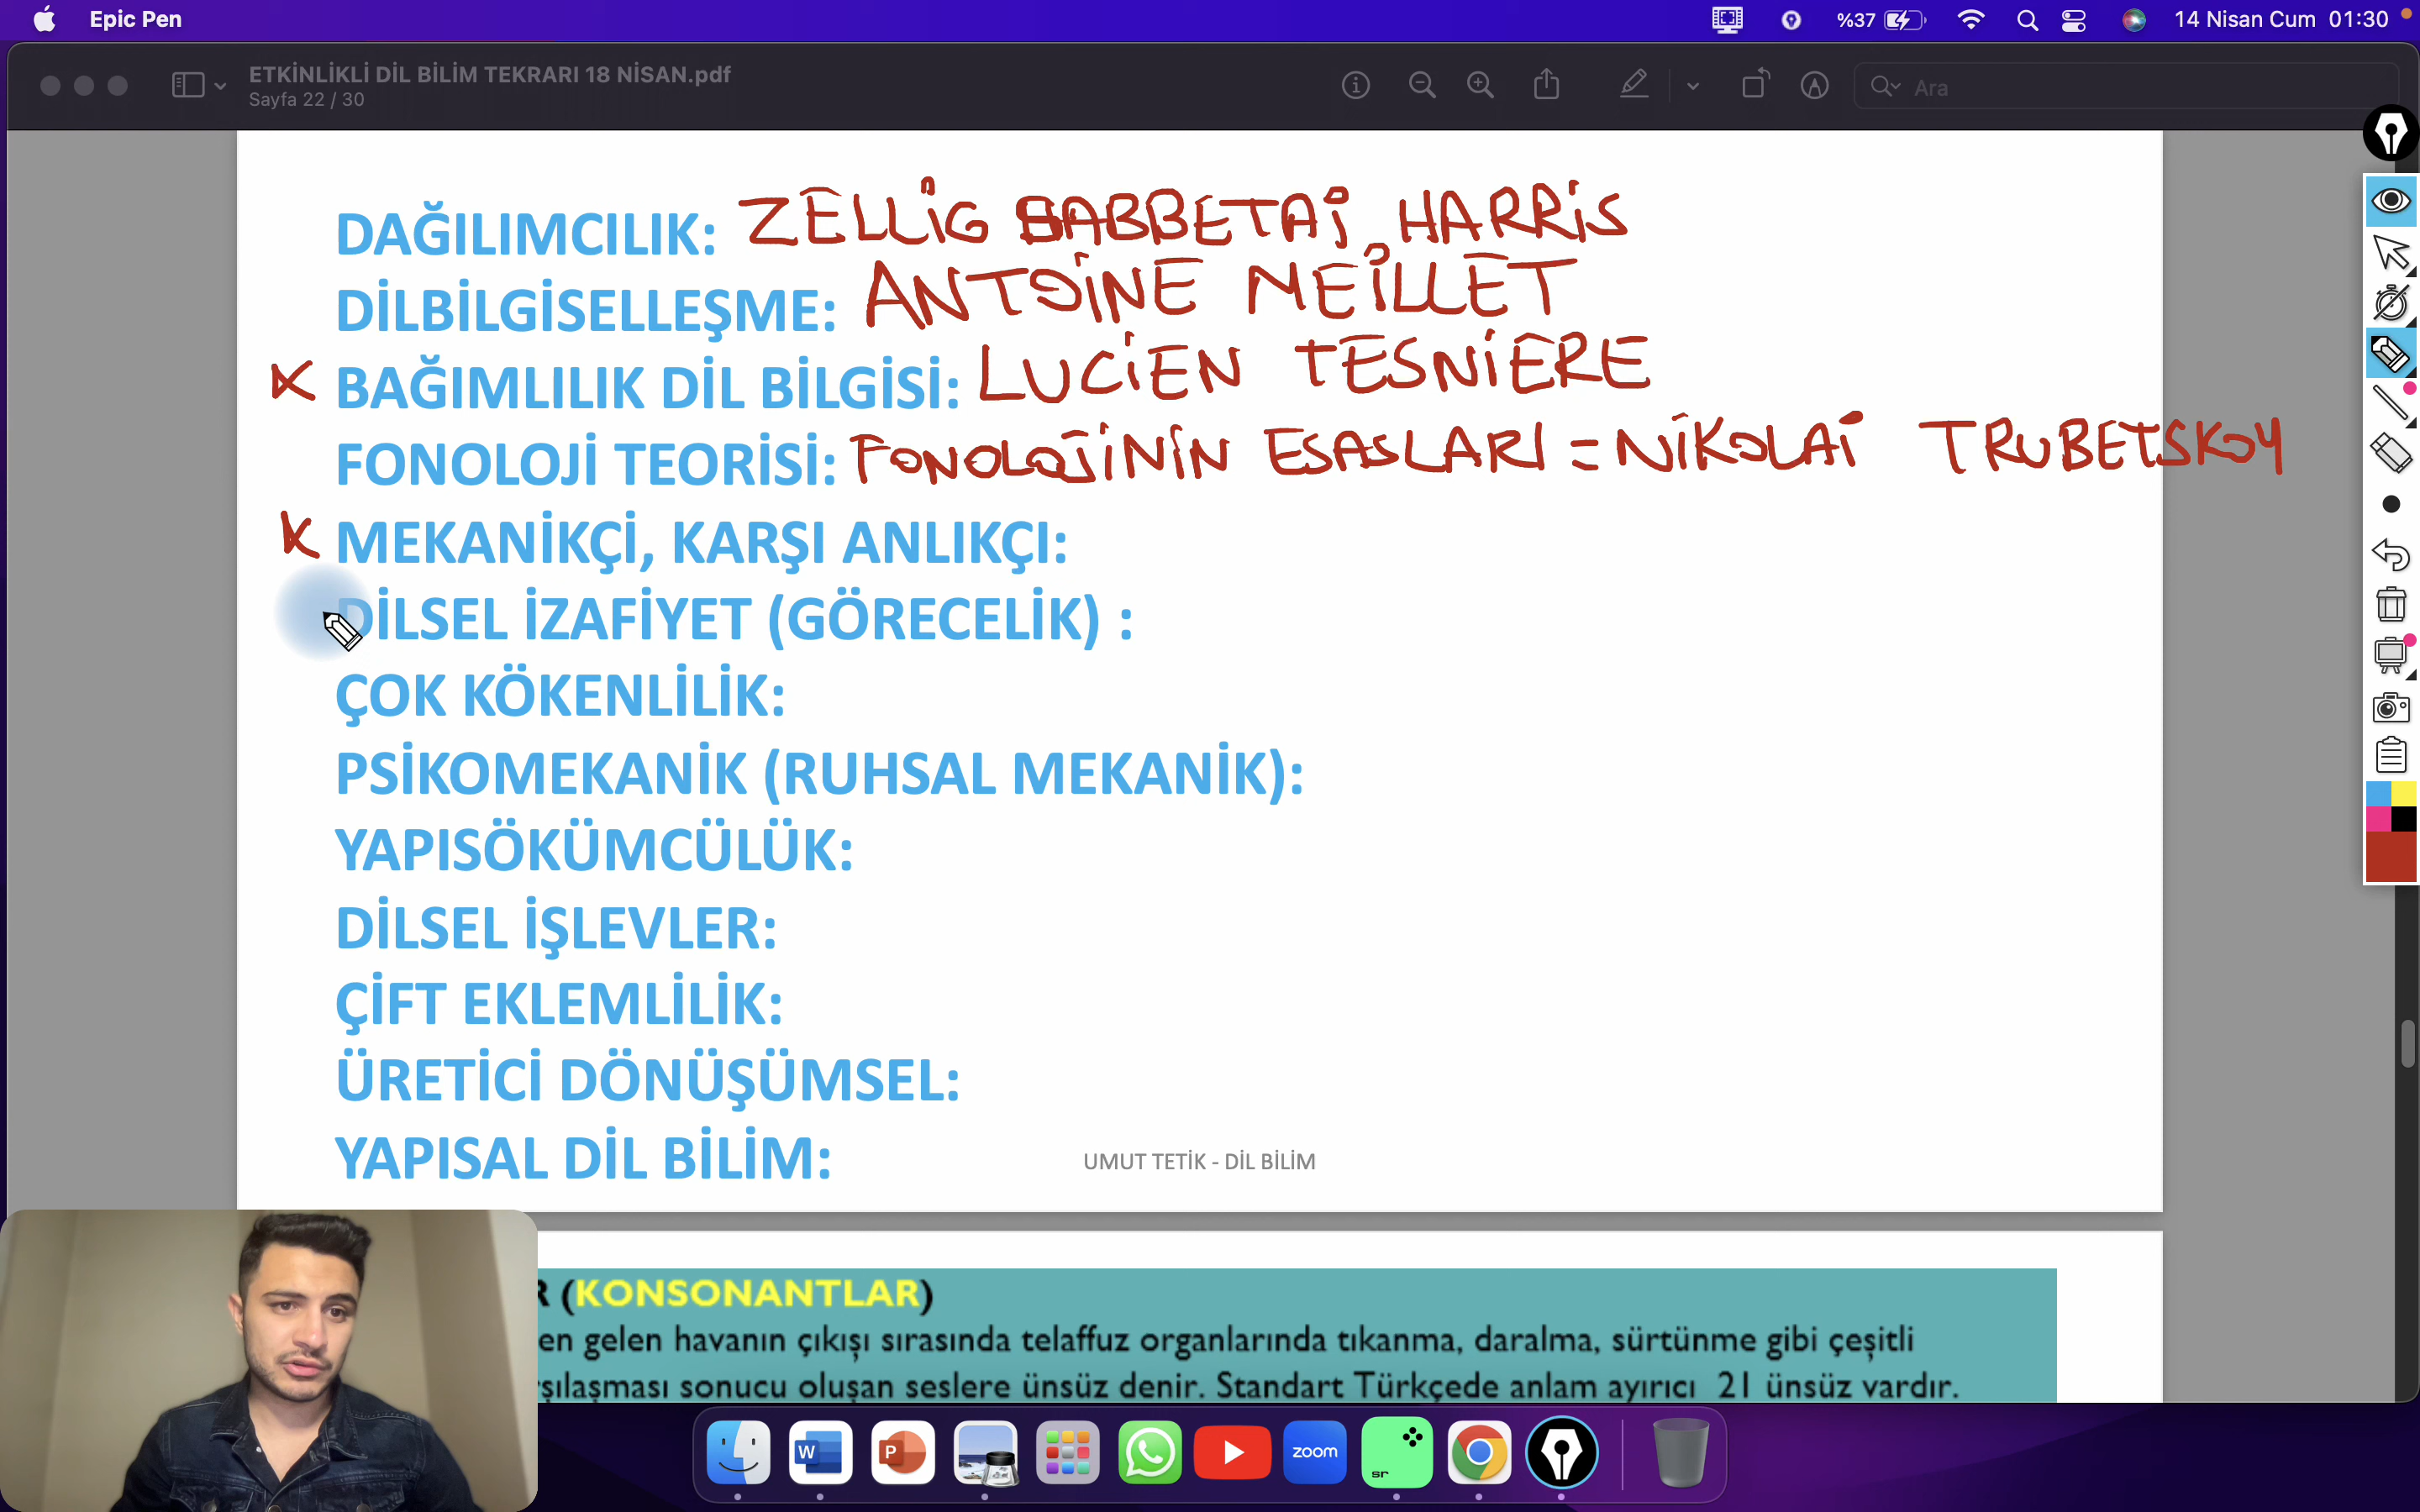 Epic Pen
%37
14 Nisan Cum 01:30
ETKİNLİKLİ DİL BİLİM TEKRARI 18 NİSAN.pdf
Sayfa 22 / 30
Ara
DAĞILIMCILIK: ZELLİG SABBETAİ HARRİS
DİLBİLGİSELLEŞME: ANTOİNE MEİLLET
BAĞIMLILIK DİL BİLGİSİ: LUCİEN TESNİERE
FONOLOJİ TEORİSİ: FONOLOJİNİN ESASLARI = NİKOLAİ TRUBETSKOY
MEKANİKÇİ, KARŞI ANLIKÇI:
DİLSEL İZAFİYET (GÖRECELİK) :
ÇOK KÖKENLİLİK:
PSİKOMEKANİK (RUHSAL MEKANİK):
YAPISÖKÜMCÜLÜK:
DİLSEL İŞLEVLER:
ÇİFT EKLEMLİLİK:
ÜRETİCİ DÖNÜŞÜMSEL:
YAPISAL DİL BİLİM:
UMUT TETİK - DİL BİLİM
R (KONSONANTLAR)
en gelen havanın çıkışı sırasında telaffuz organlarında tıkanma, daralma, sürtünme gibi çeşitli
şılaşması sonucu oluşan seslere ünsüz denir. Standart Türkçede anlam ayırıcı 21 ünsüz vardır.
W
P
zoom
sr